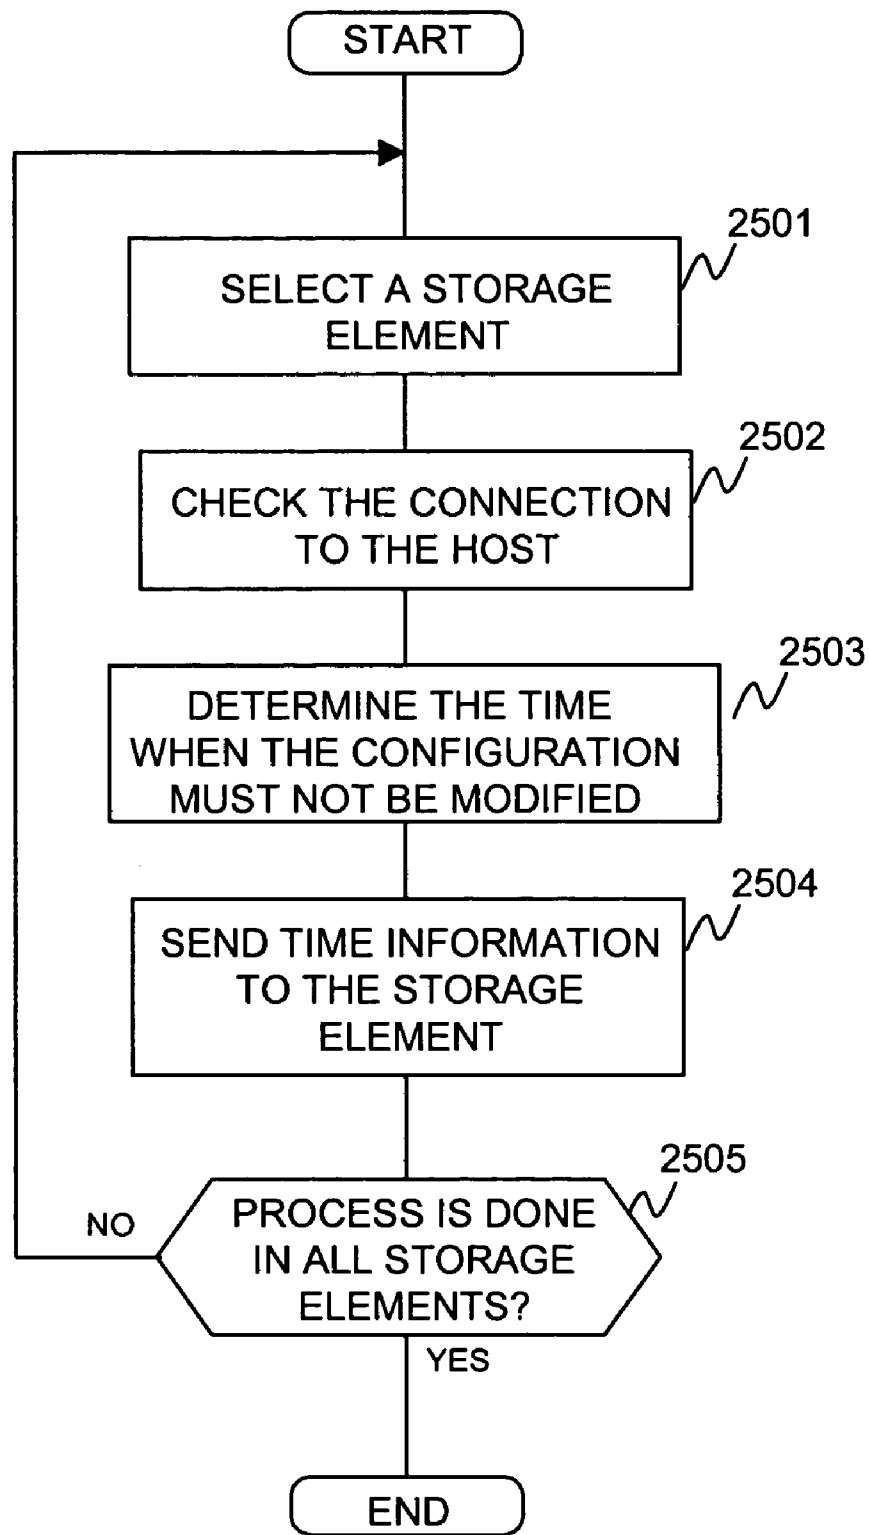 START
2501
SELECT A STORAGE
ELEMENT
2502
CHECK THE CONNECTION
TO THE HOST
2503
DETERMINE THE TIME
WHEN THE CONFIGURATION
MUST NOT BE MODIFIED
2504
SEND TIME INFORMATION
TO THE STORAGE
ELEMENT
2505
NO
PROCESS IS DONE
IN ALL STORAGE
ELEMENTS?
YES
END